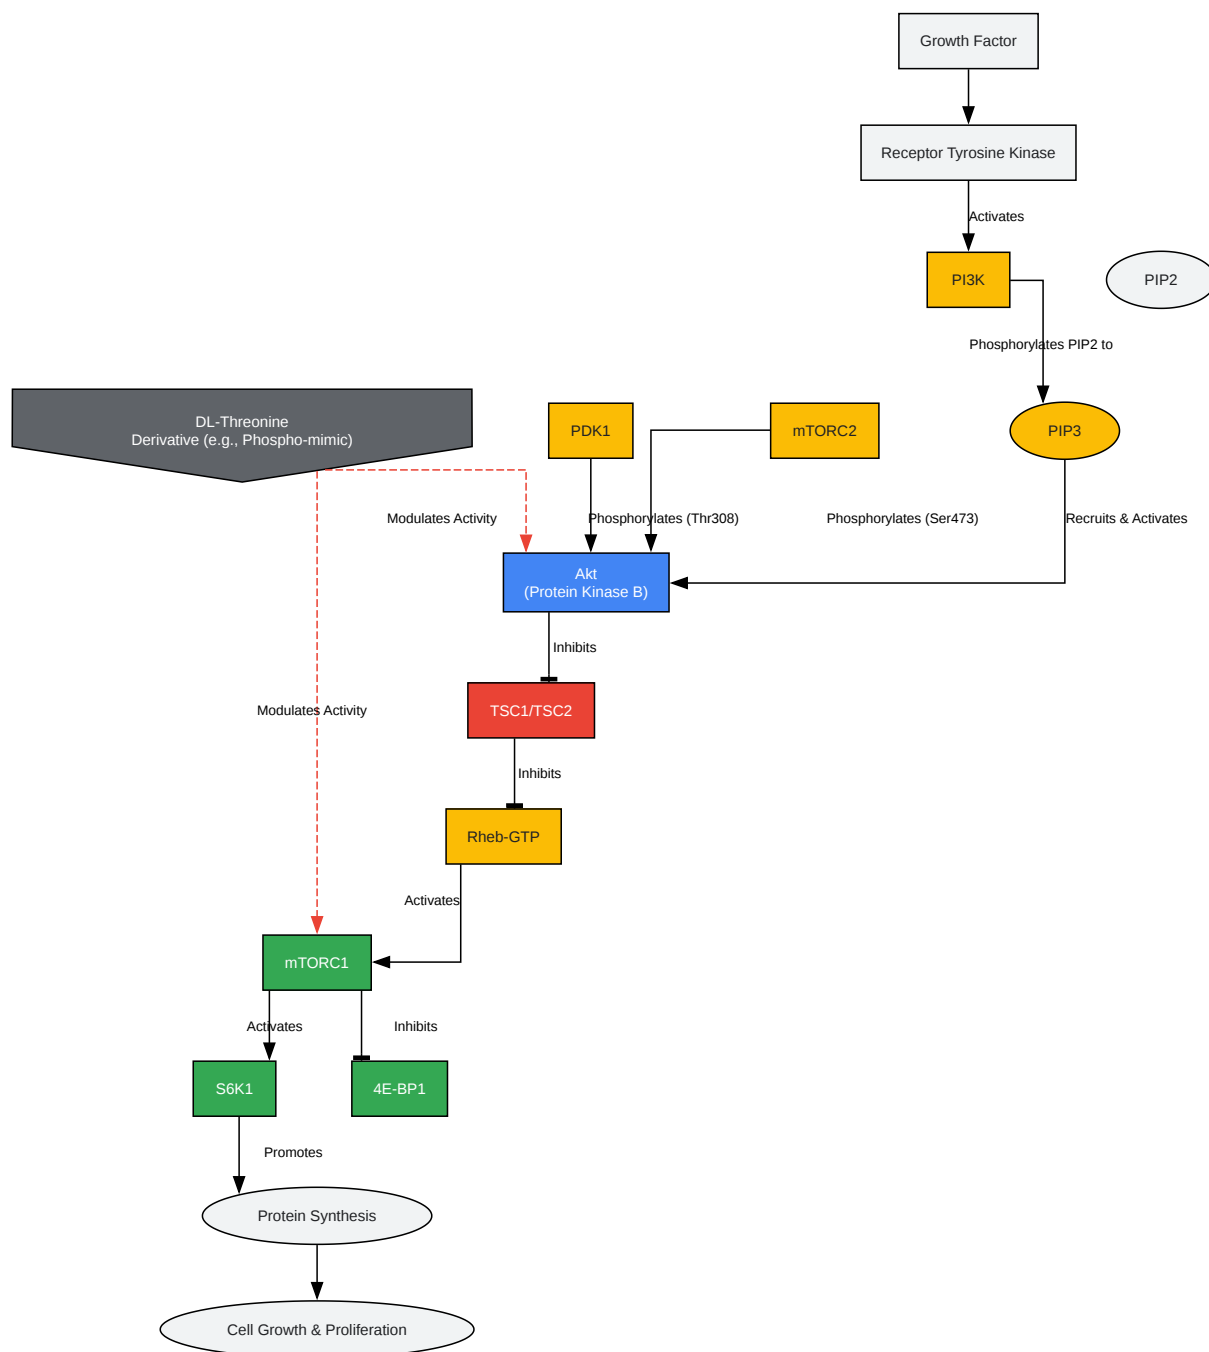 Growth Factor
Receptor Tyrosine Kinase
Activates
PI3K
PIP2
Phosphorylates PIP2 to
DL-Threonine
Derivative (e.g., Phospho-mimic)
PDK1
mTORC2
PIP3
Modulates Activity
Phosphorylates (Thr308)
Phosphorylates (Ser473)
Recruits & Activates
Akt
(Protein Kinase B)
Inhibits
TSC1/TSC2
Modulates Activity
Inhibits
Rheb-GTP
Activates
mTORC1
Activates
Inhibits
S6K1
4E-BP1
Promotes
Protein Synthesis
Cell Growth & Proliferation